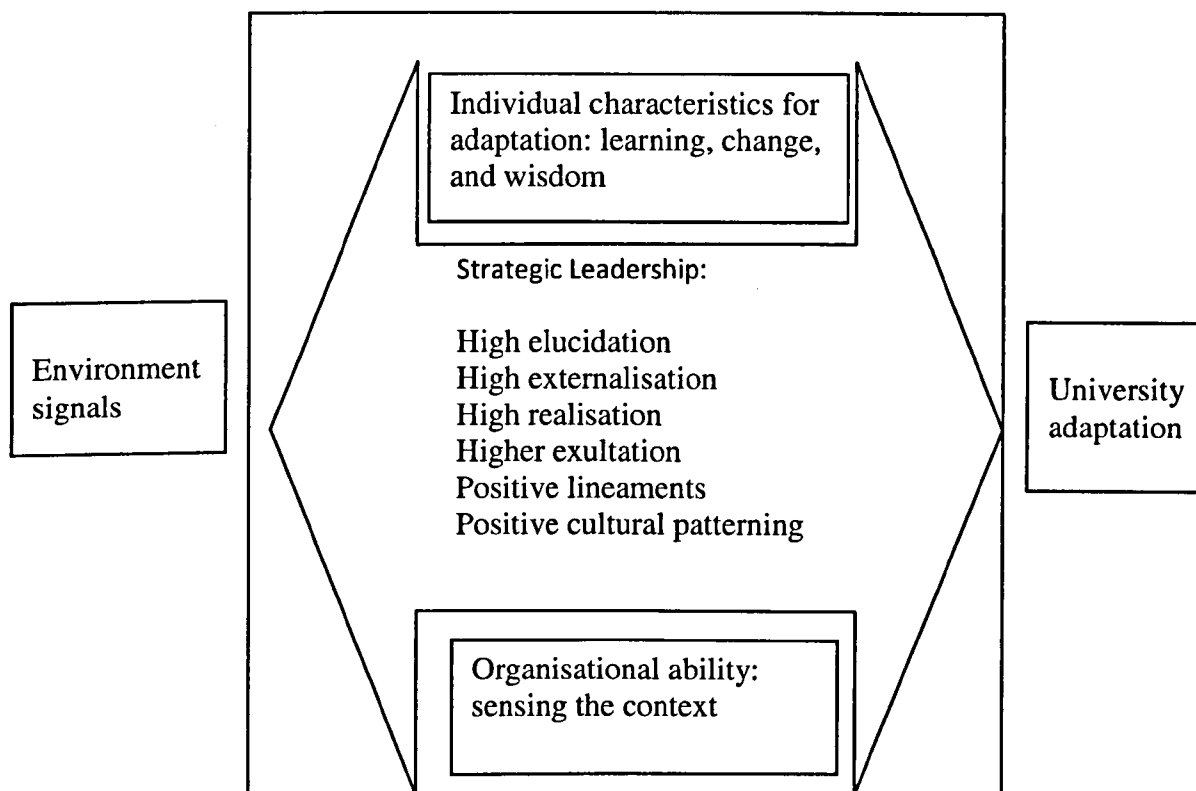 Individual characteristics for
adaptation: learning, change,
and wisdom
Strategic Leadership:
High elucidation
High externalisation
High realisation
Higher exultation
Positive lineaments
Positive cultural patterning
Environment
signals
University
adaptation
Organisational ability:
sensing the context